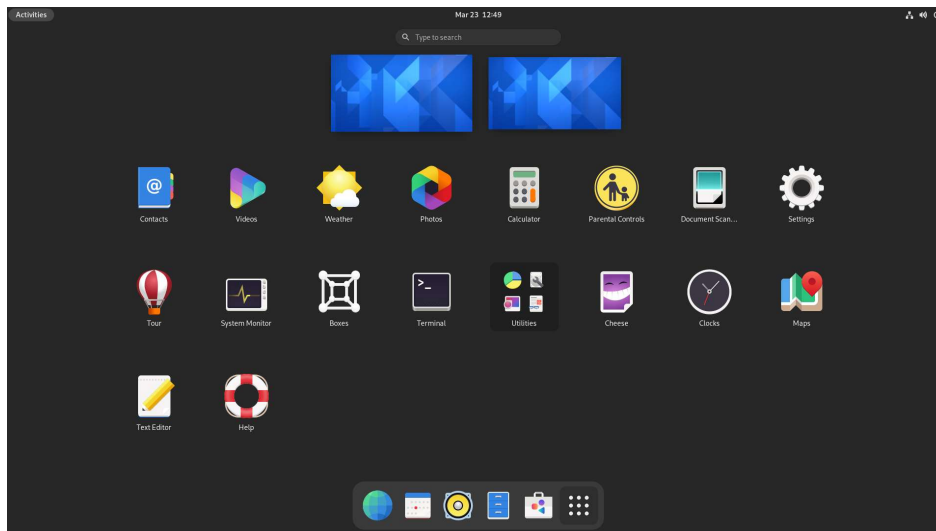 Activities
Mar 23 12:49
Type to search
@
Contacts
Videos
Weather
Photos
Calculator
Parental Controls
Document Scan...
Settings
Tour
System Monitor
Boxes
>_
Terminal
Utilities
Cheese
Clocks
Maps
Text Editor
Help